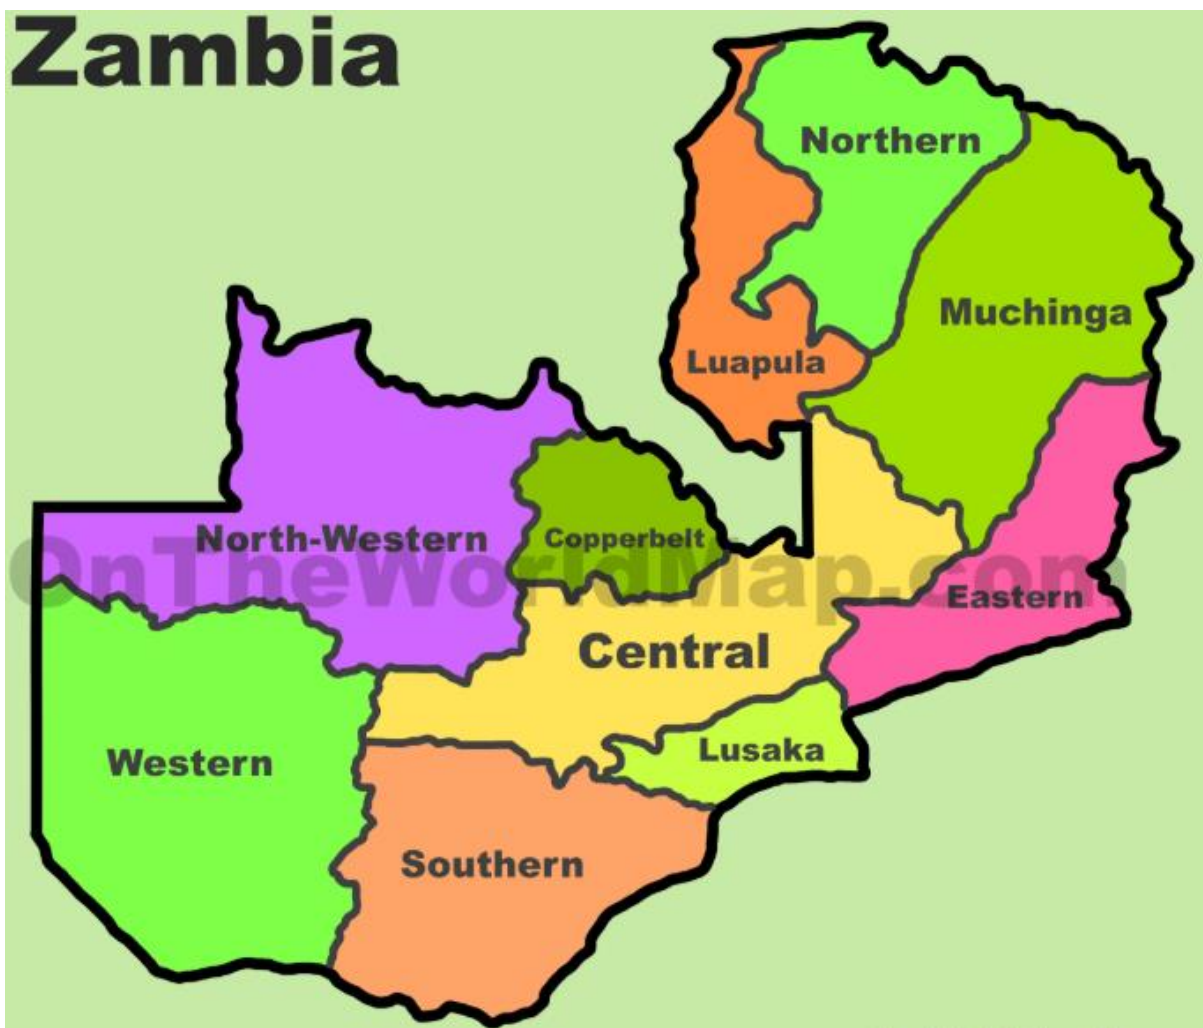 Zambia
Northern
Muchinga
Luapula
North-Western
Copperbelt
OnTheWorldMap.com
Eastern
Central
Lusaka
Western
Southern